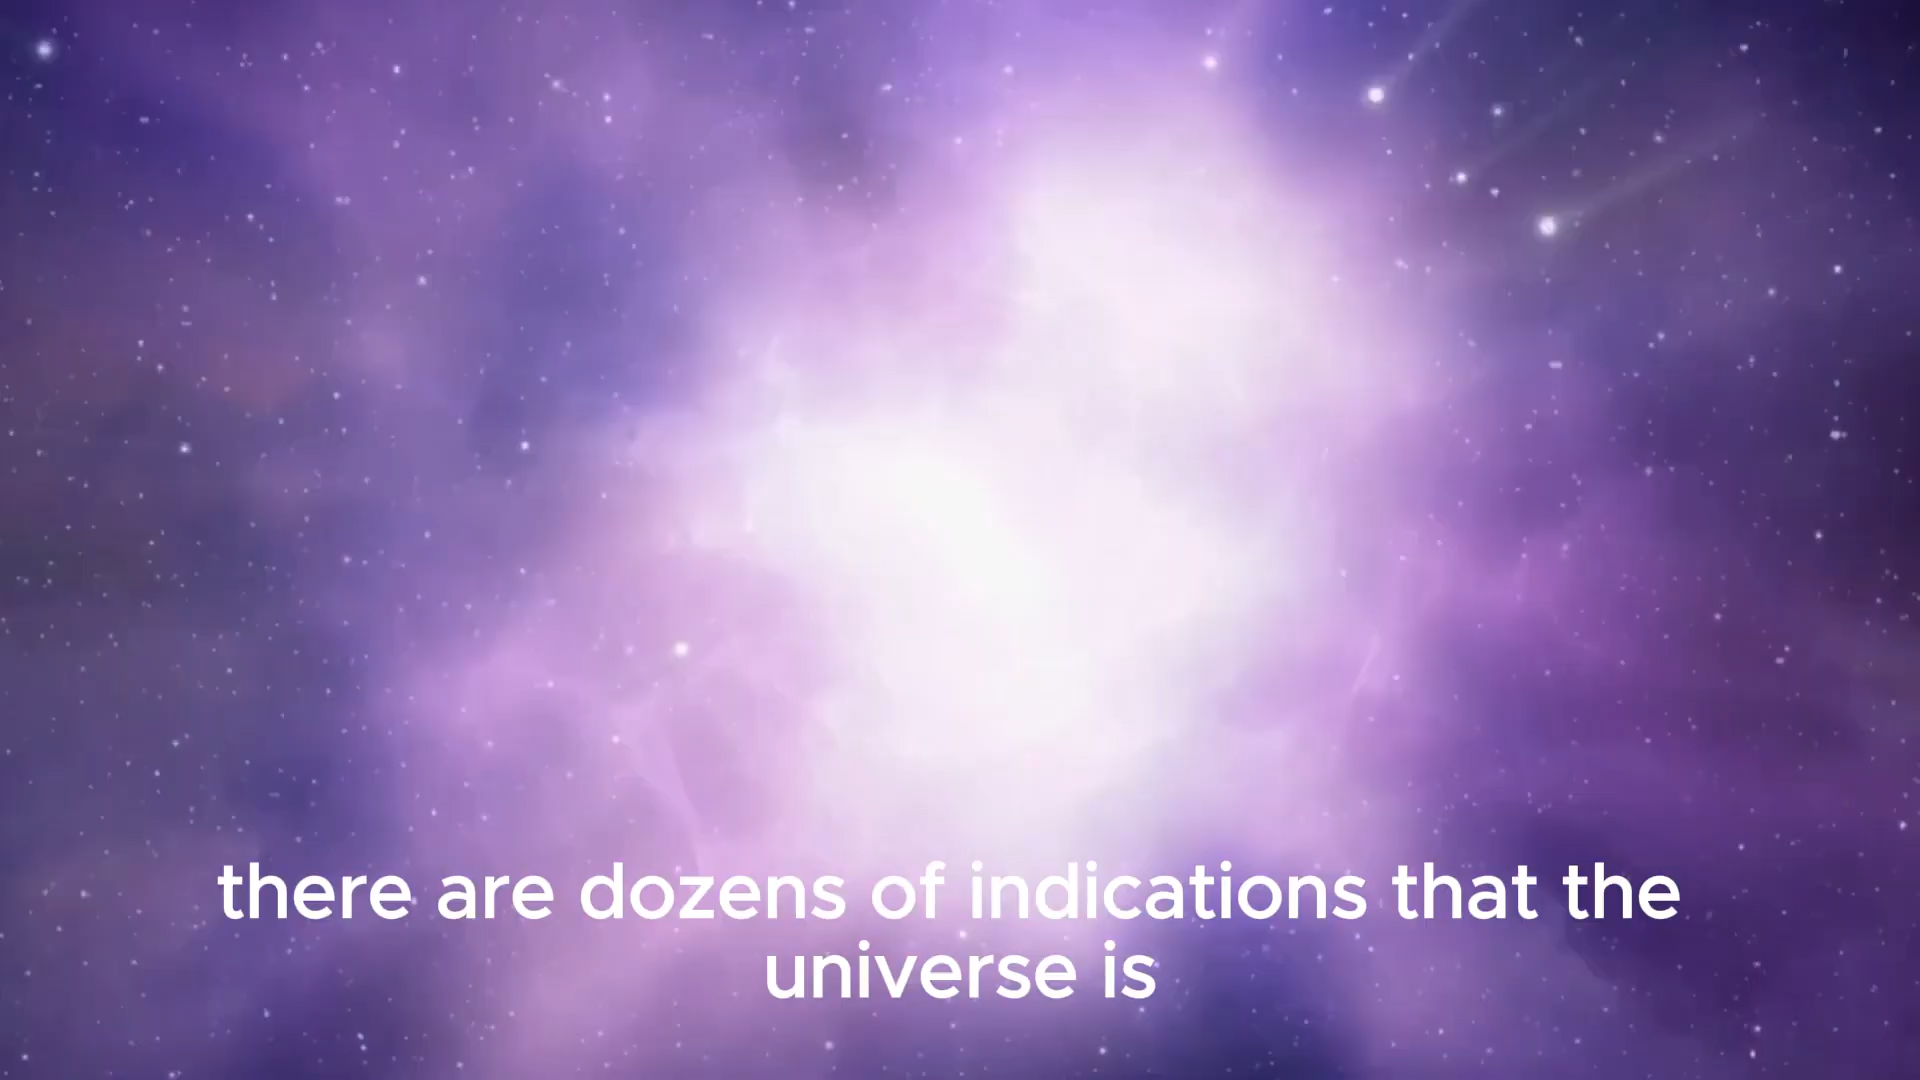 there are dozens of indications that the
universe is